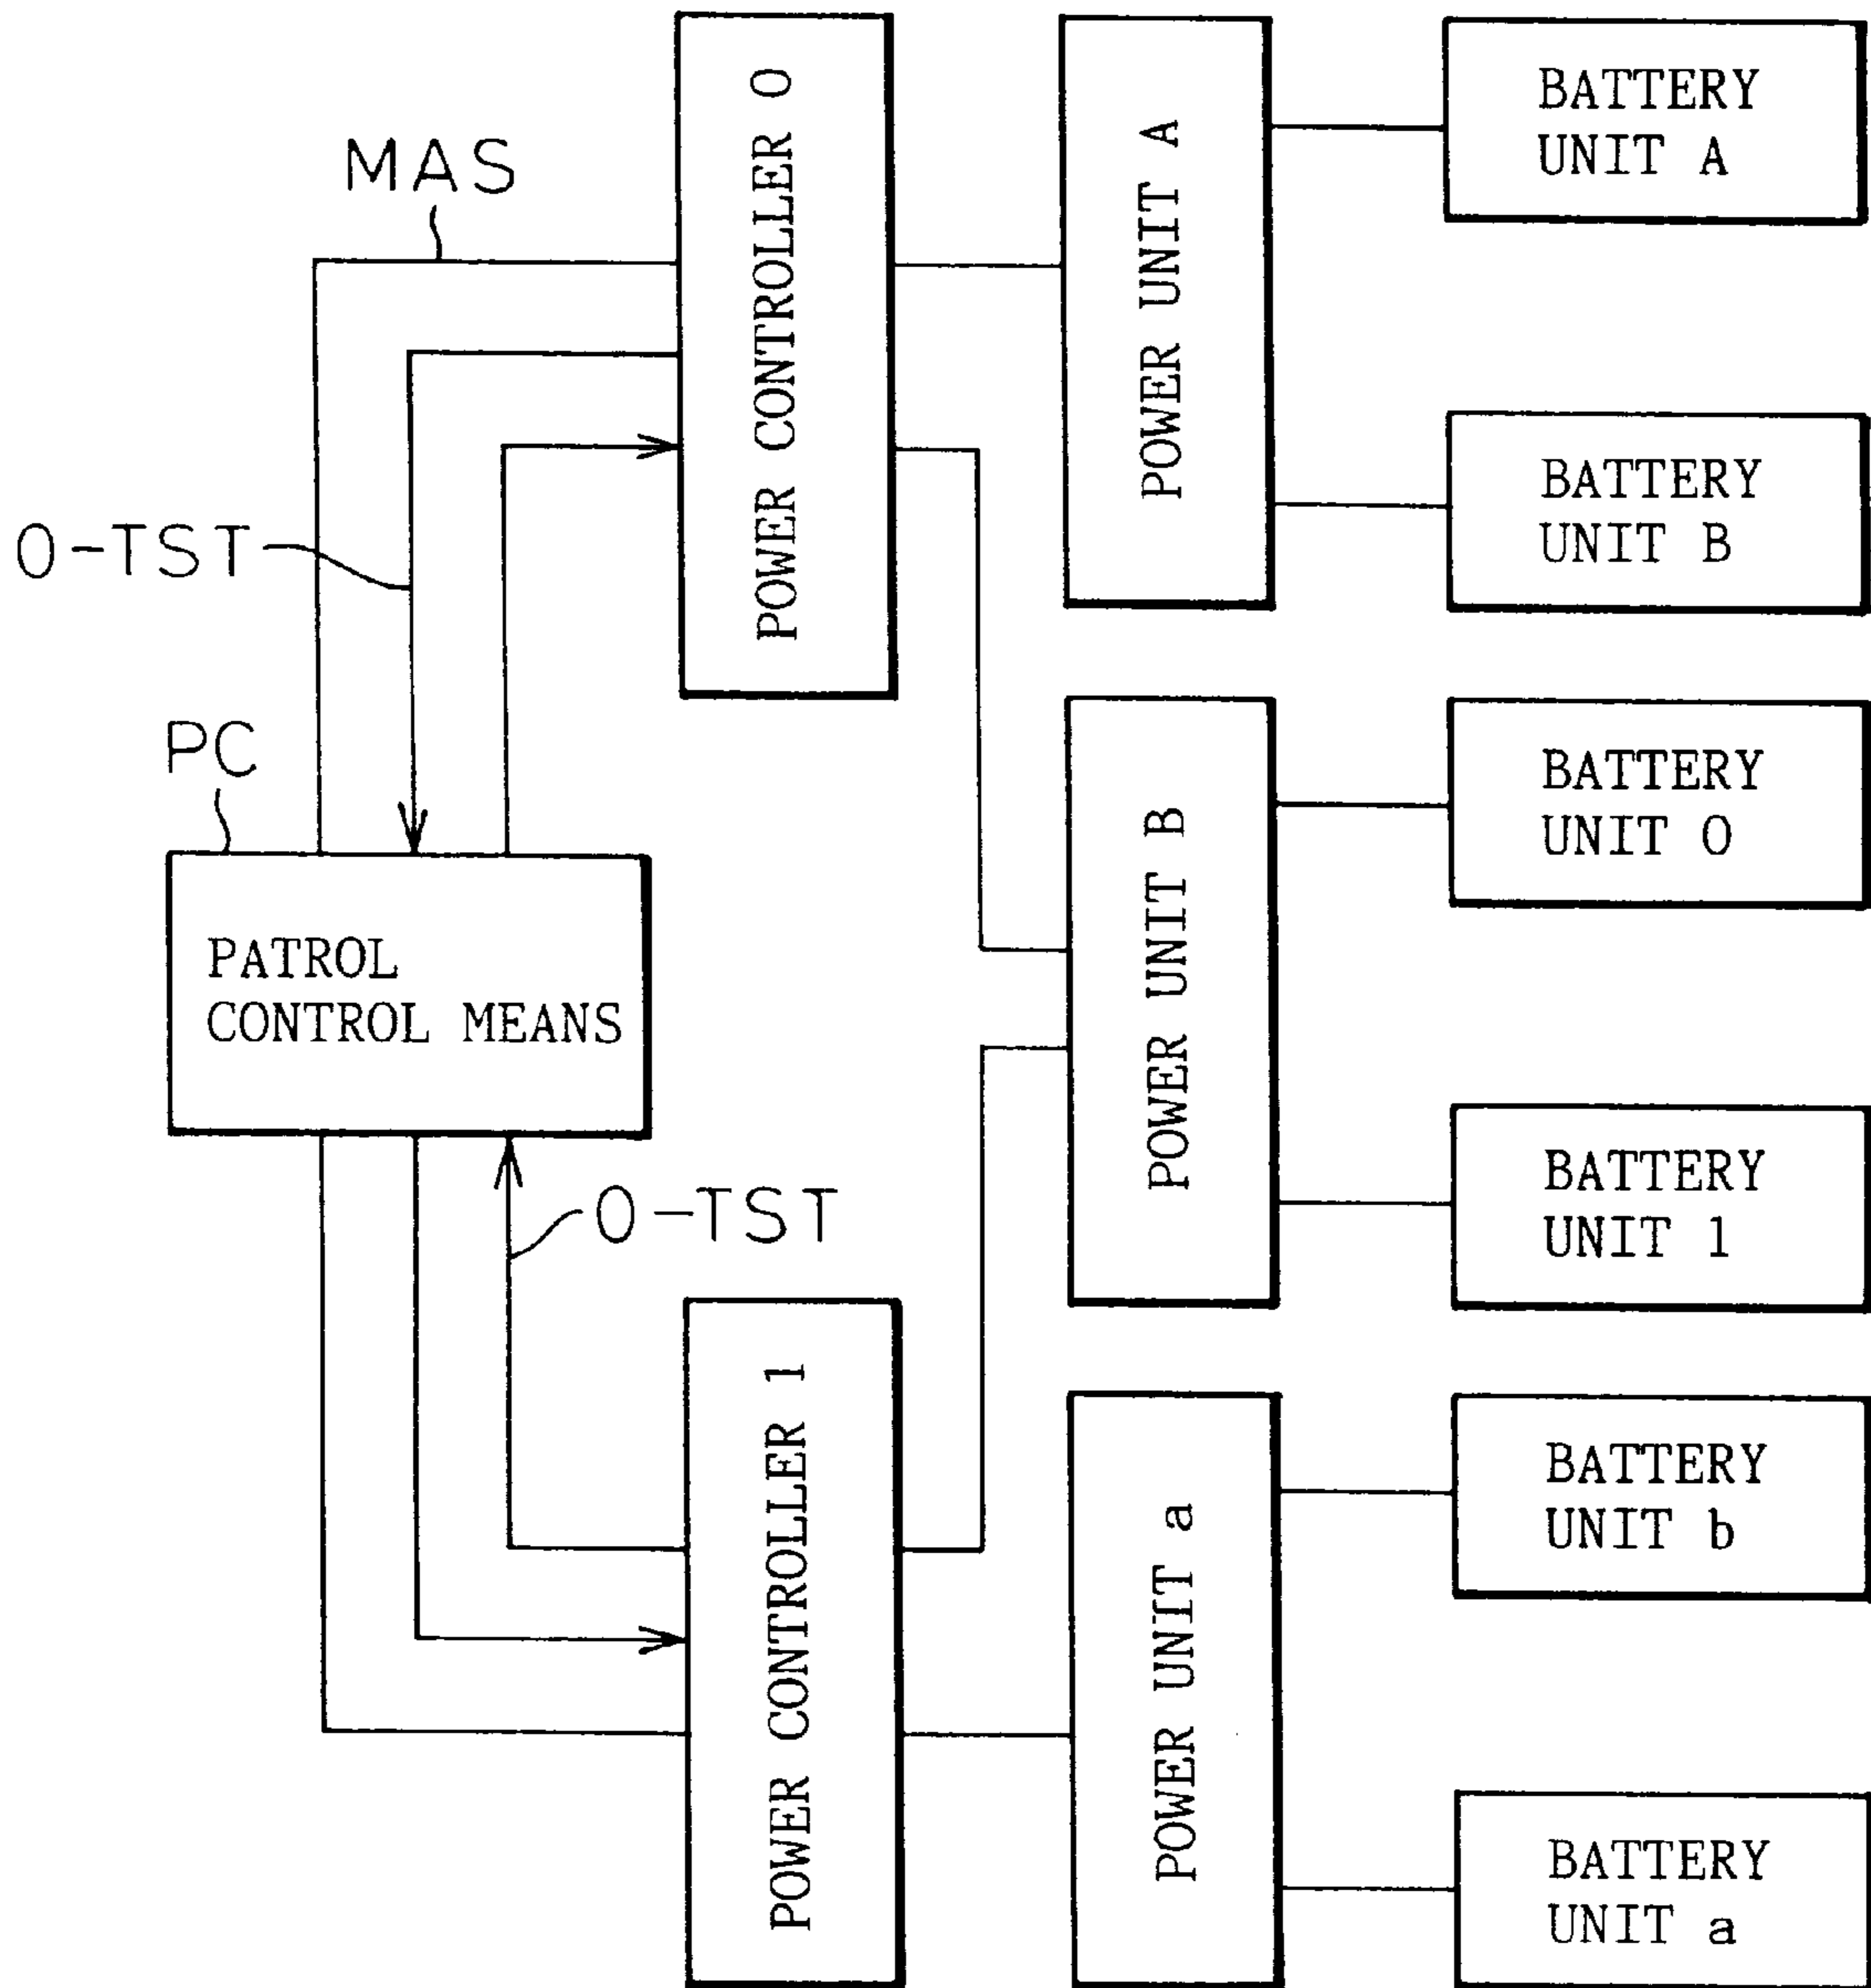 MAS
POWER CONTROLLER 0
POWER UNIT A
BATTERY
UNIT A
BATTERY
UNIT B
0-TST
PC
PATROL
CONTROL MEANS
POWER UNIT B
BATTERY
UNIT 0
BATTERY
UNIT 1
0-TST
POWER CONTROLLER 1
POWER UNIT a
BATTERY
UNIT b
BATTERY
UNIT a